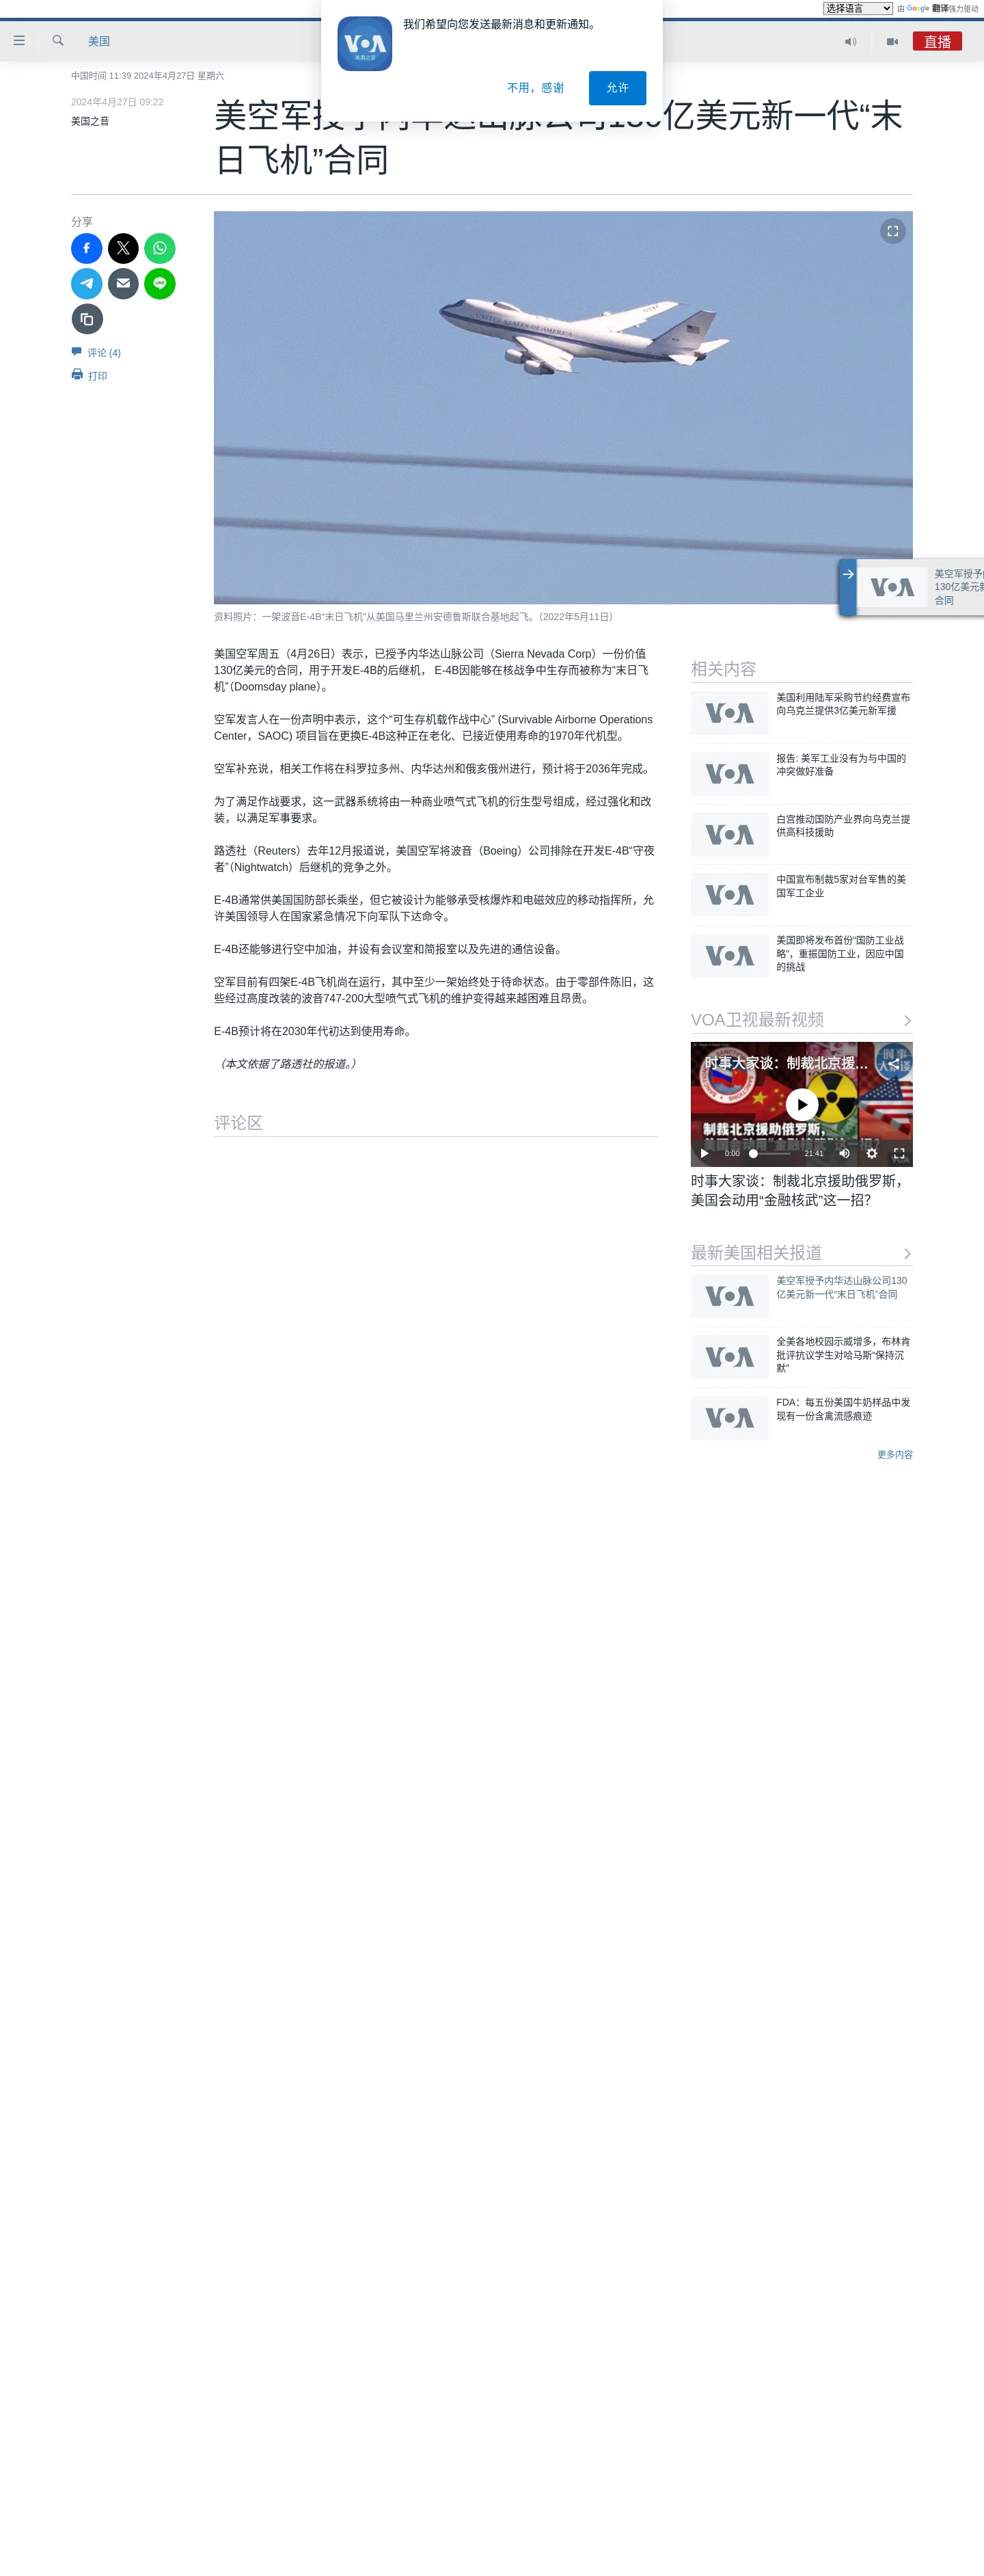 选择语言
由 Google 翻译强力驱动
美国
直播
VOA
美国之音
我们希望向您发送最新消息和更新通知。
不用，感谢
允许
中国时间 11:39 2024年4月27日 星期六
2024年4月27日 09:22
美国之音
亿美元新一代“末
日飞机”合同
分享
评论 (4)
打印
UNITED STATES OF AMERICA
资料照片：一架波音E-4B“末日飞机”从美国马里兰州安德鲁斯联合基地起飞。（2022年5月11日）
VOA
美空军授予
130亿美元
合同
美国空军周五（4月26日）表示，已授予内华达山脉公司（Sierra Nevada Corp）一份价值
130亿美元的合同，用于开发E-4B的后继机， E-4B因能够在核战争中生存而被称为“末日飞
机”（Doomsday plane）。
空军发言人在一份声明中表示，这个“可生存机载作战中心” (Survivable Airborne Operations
Center，SAOC) 项目旨在更换E-4B这种正在老化、已接近使用寿命的1970年代机型。
空军补充说，相关工作将在科罗拉多州、内华达州和俄亥俄州进行，预计将于2036年完成。
为了满足作战要求，这一武器系统将由一种商业喷气式飞机的衍生型号组成，经过强化和改
装，以满足军事要求。
路透社（Reuters）去年12月报道说，美国空军将波音（Boeing）公司排除在开发E-4B“守夜
者”（Nightwatch）后继机的竞争之外。
E-4B通常供美国国防部长乘坐，但它被设计为能够承受核爆炸和电磁效应的移动指挥所，允
许美国领导人在国家紧急情况下向军队下达命令。
E-4B还能够进行空中加油，并设有会议室和简报室以及先进的通信设备。
空军目前有四架E-4B飞机尚在运行，其中至少一架始终处于待命状态。由于零部件陈旧，这
些经过高度改装的波音747-200大型喷气式飞机的维护变得越来越困难且昂贵。
E-4B预计将在2030年代初达到使用寿命。
（本文依据了路透社的报道。）
评论区
相关内容
VOA
美国利用陆军采购节约经费宣布
向乌克兰提供3亿美元新军援
VOA
报告: 美军工业没有为与中国的
冲突做好准备
VOA
白宫推动国防产业界向乌克兰提
供高科技援助
VOA
中国宣布制裁5家对台军售的美
国军工企业
VOA
美国即将发布首份“国防工业战
略”，重振国防工业，因应中国
的挑战
VOA卫视最新视频
时事大家谈：制裁北京援…
制裁北京援助俄罗斯，
0:00
21:41
时事大家谈：制裁北京援助俄罗斯，
美国会动用“金融核武”这一招？
最新美国相关报道
VOA
美空军授予内华达山脉公司130
亿美元新一代“末日飞机”合同
VOA
全美各地校园示威增多，布林肯
批评抗议学生对哈马斯“保持沉
默”
VOA
FDA：每五份美国牛奶样品中发
现有一份含禽流感痕迹
更多内容